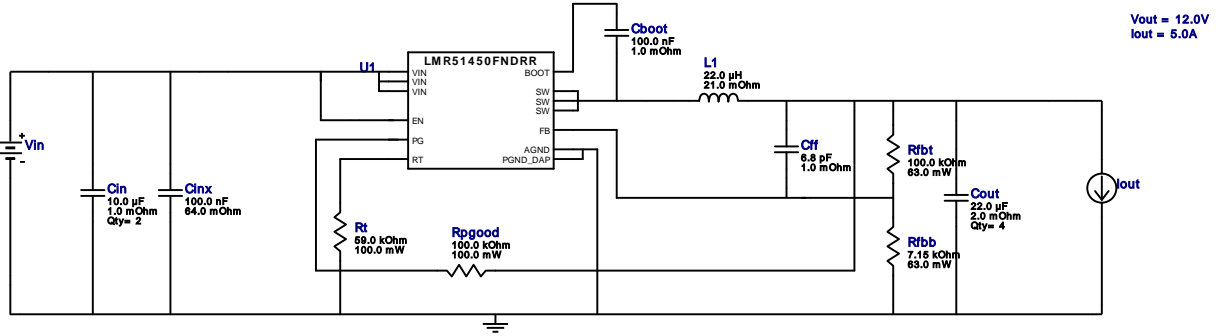 Vout = 12.0V
Iout = 5.0A
Cboot
100.0 nF
1.0 mOhm
U1
LMR51450FNDRR
VIN
VIN
VIN
EN
PG
RT
BOOT
SW
SW
SW
FB
AGND
PGND_DAP
L1
22.0 µH
21.0 mOhm
+
Vin
-
Cin
10.0 µF
1.0 mOhm
Qty= 2
Cinx
100.0 nF
64.0 mOhm
Rt
59.0 kOhm
100.0 mW
Rpgood
100.0 kOhm
100.0 mW
Cff
6.8 pF
1.0 mOhm
Rfbt
100.0 kOhm
63.0 mW
Rfbb
7.15 kOhm
63.0 mW
Cout
22.0 µF
2.0 mOhm
Qty= 4
Iout